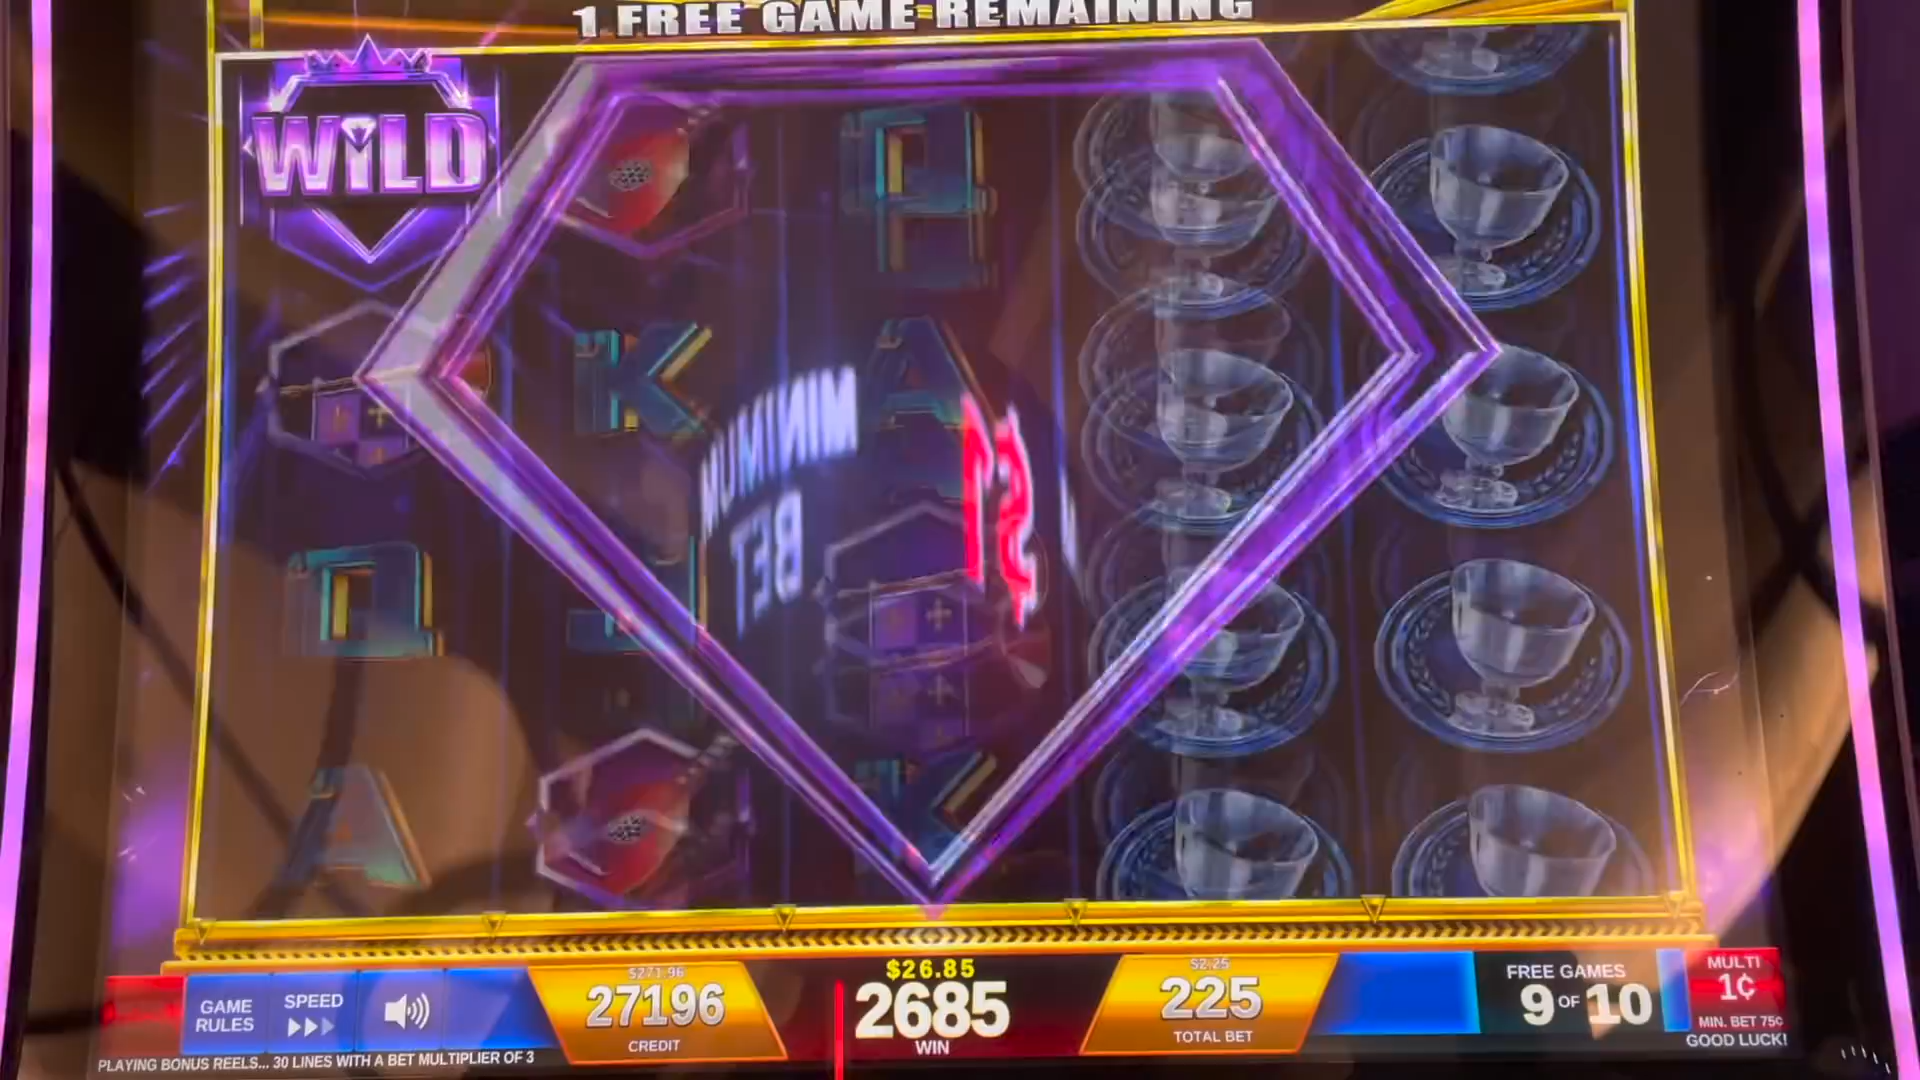 1 FREE GAME REMAINING
WILD
Q
K
A
MINIMUM
BET
$1
Q
J
A
K
$271.96
27196
CREDIT
$26.85
2685
WIN
$2.25
225
TOTAL BET
GAME
RULES
SPEED
FREE GAMES
9 OF 10
MULTI
1¢
MIN. BET 75¢
GOOD LUCK!
PLAYING BONUS REELS... 30 LINES WITH A BET MULTIPLIER OF 3